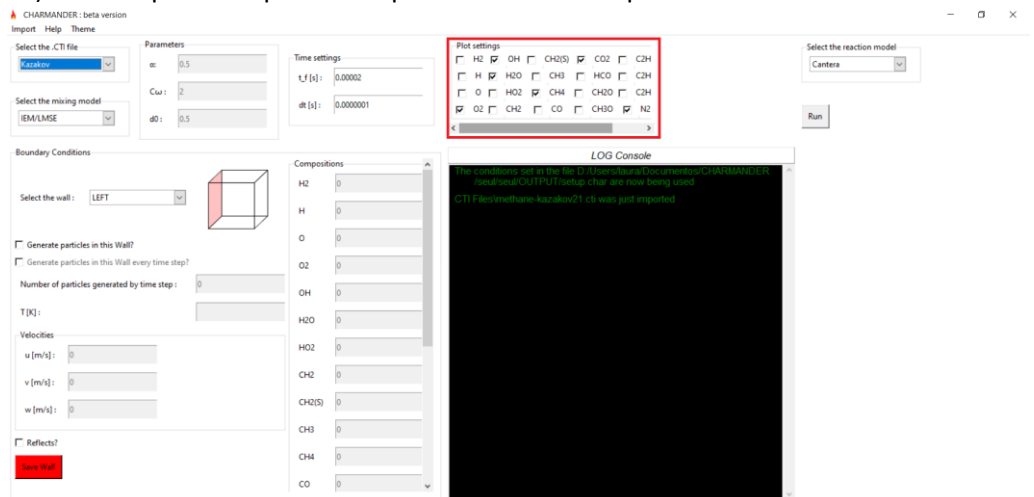 CHARMANDER : beta version
Import Help Theme
Select the .CTI file
Kazakov
Select the mixing model
IEM/LMSE
Parameters
α: 0.5
Cω: 2
d0: 0.5
Time settings
t_f [s]: 0.00002
dt [s]: 0.0000001
Plot settings
H2 OH CH2(S) CO2 C2H
H H2O CH3 HCO C2H
O HO2 CH4 CH2O C2H
O2 CH2 CO CH3O N2
Select the reaction model
Cantera
Run
Boundary Conditions
Select the wall : LEFT
Generate particles in this Wall?
Generate particles in this Wall every time step?
Number of particles generated by time step : 0
T [K] :
Velocities
u [m/s] : 0
v [m/s] : 0
w [m/s] : 0
Reflects?
Save Wall
Compositions
H2 0
H 0
O 0
O2 0
OH 0
H2O 0
HO2 0
CH2 0
CH2(S) 0
CH3 0
CH4 0
CO 0
LOG Console
The conditions set in the file D:/Users/laura/Documentos/CHARMANDER
/seul/seul/OUTPUT/setup.char are now being used
CTI Files\methane-kazakov21.cti was just imported